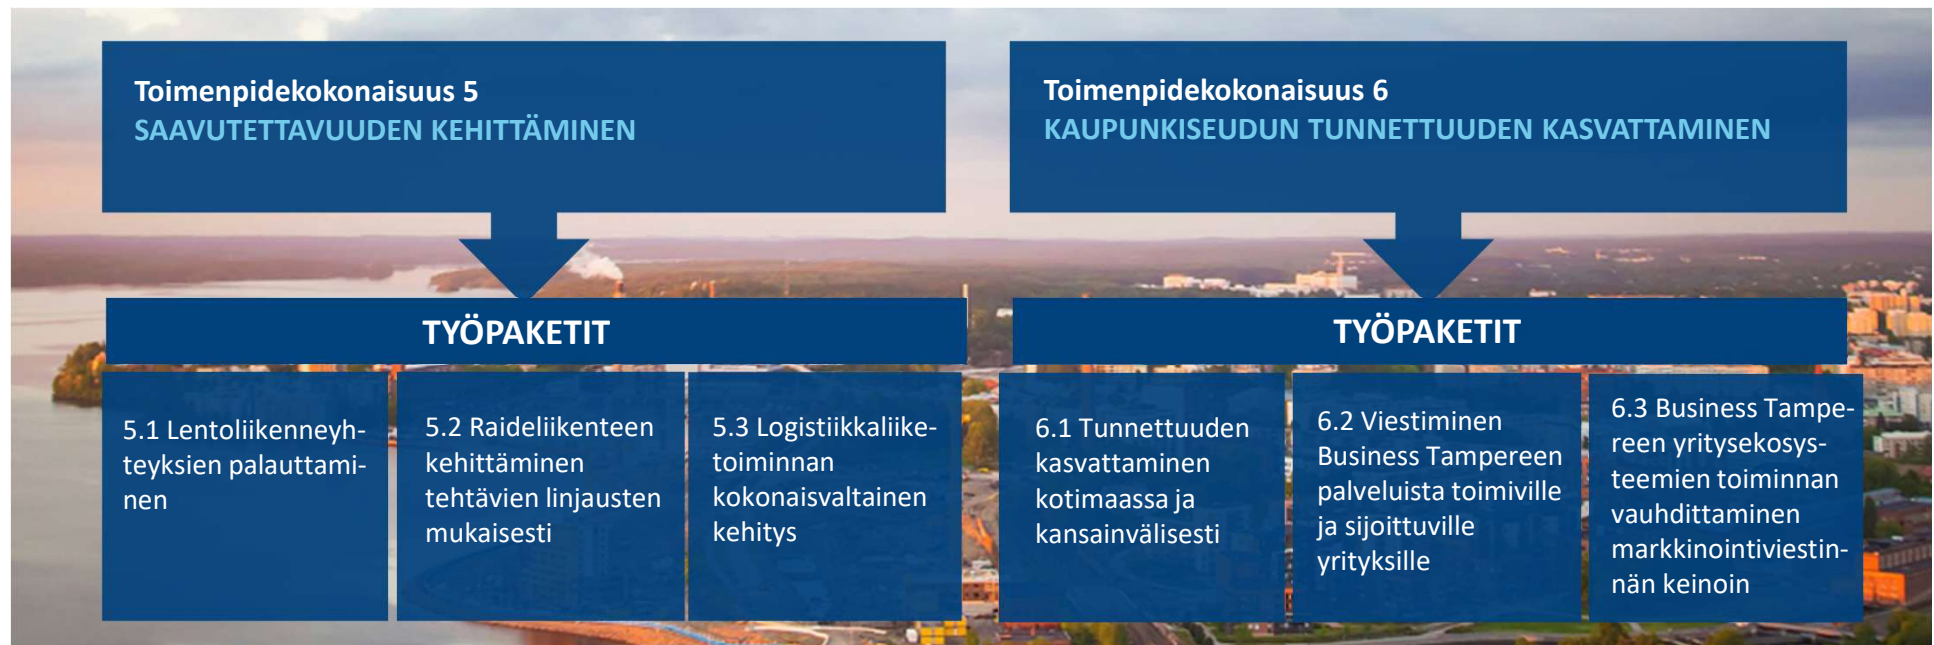 Toimenpidekokonaisuus 5
SAAVUTETTAVUUDEN KEHITTÄMINEN
TYÖPAKETIT
5.1 Lentoliikenneyh-
teyksien palauttami-
nen
5.2 Raideliikenteen
kehittäminen
tehtävien linjausten
mukaisesti
5.3 Logistiikkaliike-
toiminnan
kokonaisvaltainen
kehitys
Toimenpidekokonaisuus 6
KAUPUNKISEUDUN TUNNETTUUDEN KASVATTAMINEN
TYÖPAKETIT
6.1 Tunnettuuden
kasvattaminen
kotimaassa ja
kansainvälisesti
6.2 Viestiminen
Business Tampereen
palveluista toimiville
ja sijoittuville
yrityksille
6.3 Business Tampe-
reen yritysekosys-
teemien toiminnan
vauhdittaminen
markkinointiviestin-
nän keinoin